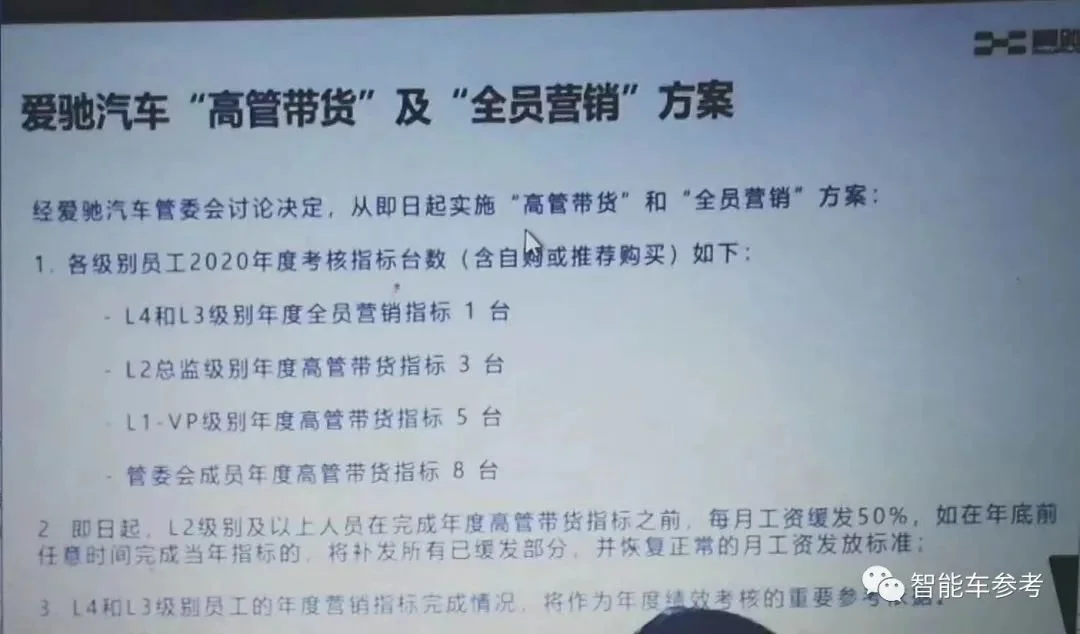 爱驰
爱驰汽车“高管带货”及“全员营销”方案
经爱驰汽车管委会讨论决定，从即日起实施“高管带货”和“全员营销”方案：
1. 各级别员工2020年度考核指标台数（含自购或推荐购买）如下：
- L4和L3级别年度全员营销指标 1 台
- L2总监级别年度高管带货指标 3 台
- L1-VP级别年度高管带货指标 5 台
- 管委会成员年度高管带货指标 8 台
2 即日起，L2级别及以上人员在完成年度高管带货指标之前，每月工资缓发50%，如在年底前
任意时间完成当年指标的，将补发所有已缓发部分，并恢复正常的月工资发放标准；
3. L4和L3级别员工的年度营销指标完成情况，将作为年度绩效考核的重要参考依据。
智能车参考